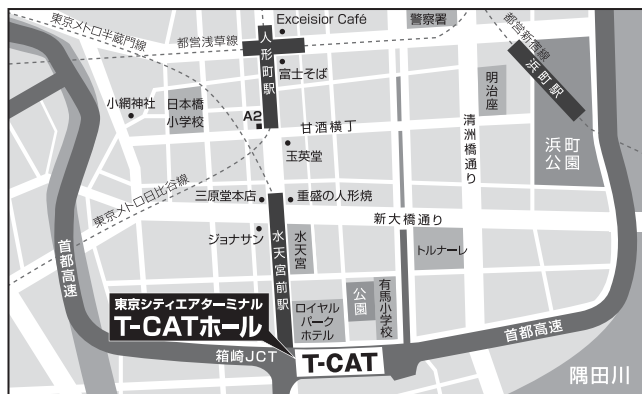 Excelsior Café
警察署
東京メトロ半蔵門線
都営浅草線
都営新宿線
人形町駅
富士そば
浜町駅
明治座
小網神社
日本橋
小学校
A2
甘酒横丁
清洲橋通り
浜町
公園
玉英堂
東京メトロ日比谷線
三原堂本店
重盛の人形焼
新大橋通り
ジョナサン
水天宮前駅
水天宮
トルナーレ
首都高速
東京シティエアターミナル
T-CATホール
ロイヤル
パーク
ホテル
公園
有馬小学校
首都高速
箱崎JCT
T-CAT
隅田川